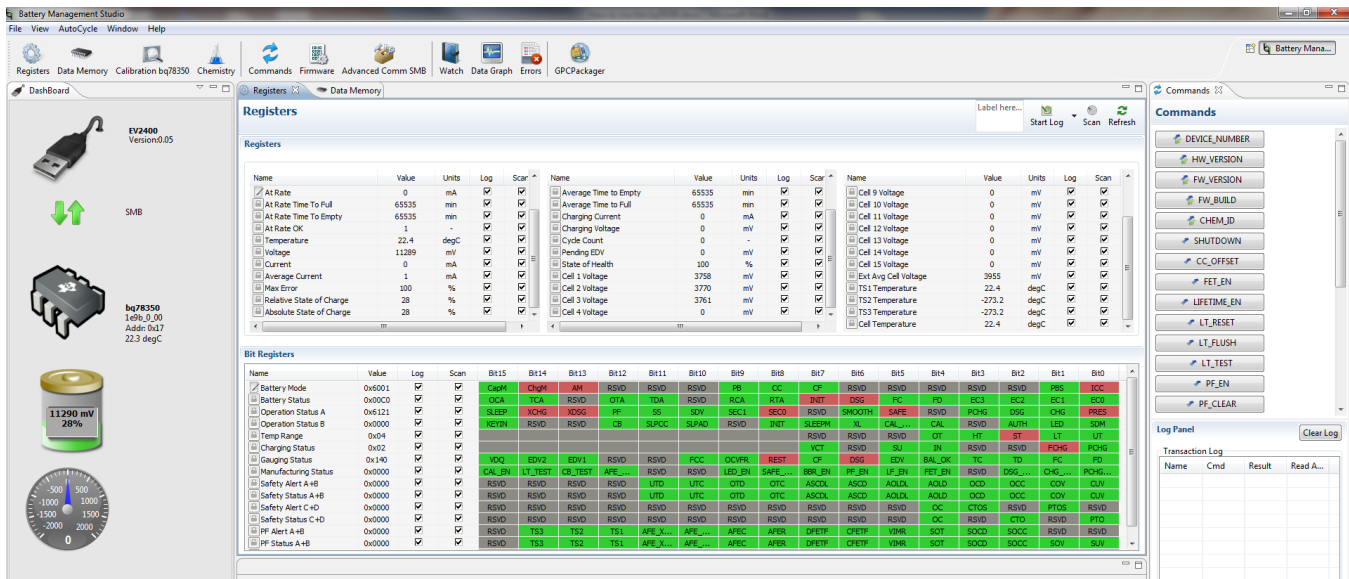 Battery Management Studio
File View AutoCycle Window Help
Registers Data Memory Calibration bq78350 Chemistry Commands Firmware Advanced Comm SMB Watch Data Graph Errors GPCPackager
Battery Mana...
DashBoard
EV2400
Version:0.05
SMB
bq78350
1e9b_0_00
Addr: 0x17
22.3 degC
11290 mV
28%
-500 500
-1000 1000
-1500 1500
-2000 2000
0
Registers Data Memory
Registers
Label here...
Start Log Scan Refresh
Registers
Name Value Units Log Scar
At Rate 0 mA
At Rate Time To Full 65535 min
At Rate Time To Empty 65535 min
At Rate OK 1 -
Temperature 22.4 degC
Voltage 11289 mV
Current 0 mA
Average Current 1 mA
Max Error 100 %
Relative State of Charge 28 %
Absolute State of Charge 28 %
Name Value Units Log Scar
Average Time to Empty 65535 min
Average Time to Full 65535 min
Charging Current 0 mA
Charging Voltage 0 mV
Cycle Count 0 -
Pending EDV 0 mV
State of Health 100 %
Cell 1 Voltage 3758 mV
Cell 2 Voltage 3770 mV
Cell 3 Voltage 3761 mV
Cell 4 Voltage 0 mV
Name Value Units Log Scan
Cell 9 Voltage 0 mV
Cell 10 Voltage 0 mV
Cell 11 Voltage 0 mV
Cell 12 Voltage 0 mV
Cell 13 Voltage 0 mV
Cell 14 Voltage 0 mV
Cell 15 Voltage 0 mV
Ext Avg Cell Voltage 3955 mV
TS1 Temperature 22.4 degC
TS2 Temperature -273.2 degC
TS3 Temperature -273.2 degC
Cell Temperature 22.4 degC
Bit Registers
Name Value Log Scan Bit15 Bit14 Bit13 Bit12 Bit11 Bit10 Bit9 Bit8 Bit7 Bit6 Bit5 Bit4 Bit3 Bit2 Bit1 Bit0
Battery Mode 0x6001 CapM ChgM AM RSVD RSVD RSVD PB CC CF RSVD RSVD RSVD RSVD RSVD PBS ICC
Battery Status 0x00C0 OCA TCA RSVD OTA TDA RSVD RCA RTA INIT DSG FC FD EC3 EC2 EC1 EC0
Operation Status A 0x6121 SLEEP XCHG XDSG PF SS SDV SEC1 SEC0 RSVD SMOOTH SAFE RSVD PCHG DSG CHG PRES
Operation Status B 0x0000 KEYIN RSVD RSVD CB SLPCC SLPAD RSVD INIT SLEEPM XL CAL_... CAL RSVD AUTH LED SDM
Temp Range 0x04 RSVD RSVD RSVD OT HT ST LT UT
Charging Status 0x02 VCT RSVD SU IN RSVD RSVD FCHG PCHG
Gauging Status 0x140 VDQ EDV2 EDV1 RSVD RSVD FCC OCVFR REST CF DSG EDV BAL_OK TC TD FC FD
Manufacturing Status 0x0000 CAL_EN LT_TEST CB_TEST AFE_... RSVD RSVD LED_EN SAFE_... BBR_EN PF_EN LF_EN FET_EN RSVD DSG_... CHG_... PCHG...
Safety Alert A+B 0x0000 RSVD RSVD RSVD RSVD UTD UTC OTD OTC ASCDL ASCD AOLDL AOLD OCD OCC COV CUV
Safety Status A+B 0x0000 RSVD RSVD RSVD RSVD UTD UTC OTD OTC ASCDL ASCD AOLDL AOLD OCD OCC COV CUV
Safety Alert C+D 0x0000 RSVD RSVD RSVD RSVD RSVD RSVD RSVD RSVD RSVD RSVD RSVD OC CTOS RSVD PTOS RSVD
Safety Status C+D 0x0000 RSVD RSVD RSVD RSVD RSVD RSVD RSVD RSVD RSVD RSVD RSVD OC RSVD CTO RSVD PTO
PF Alert A+B 0x0000 RSVD TS3 TS2 TS1 AFE_X... AFE_... AFEC AFER DFETF CFETF VIMR SOT SOCD SOCC RSVD RSVD
PF Status A+B 0x0000 RSVD TS3 TS2 TS1 AFE_X... AFE_... AFEC AFER DFETF CFETF VIMR SOT SOCD SOCC SOV SUV
Commands
Commands
DEVICE_NUMBER
HW_VERSION
FW_VERSION
FW_BUILD
CHEM_ID
SHUTDOWN
CC_OFFSET
FET_EN
LIFETIME_EN
LT_RESET
LT_FLUSH
LT_TEST
PF_EN
PF_CLEAR
Log Panel
Clear Log
Transaction Log
Name Cmd Result Read A...